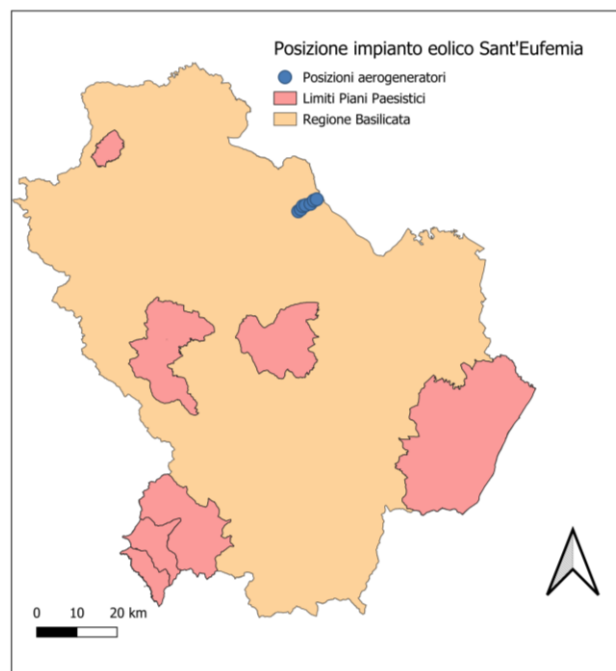 Posizione impianto eolico Sant'Eufemia
Posizioni aerogeneratori
Limiti Piani Paesistici
Regione Basilicata
0 10 20 km